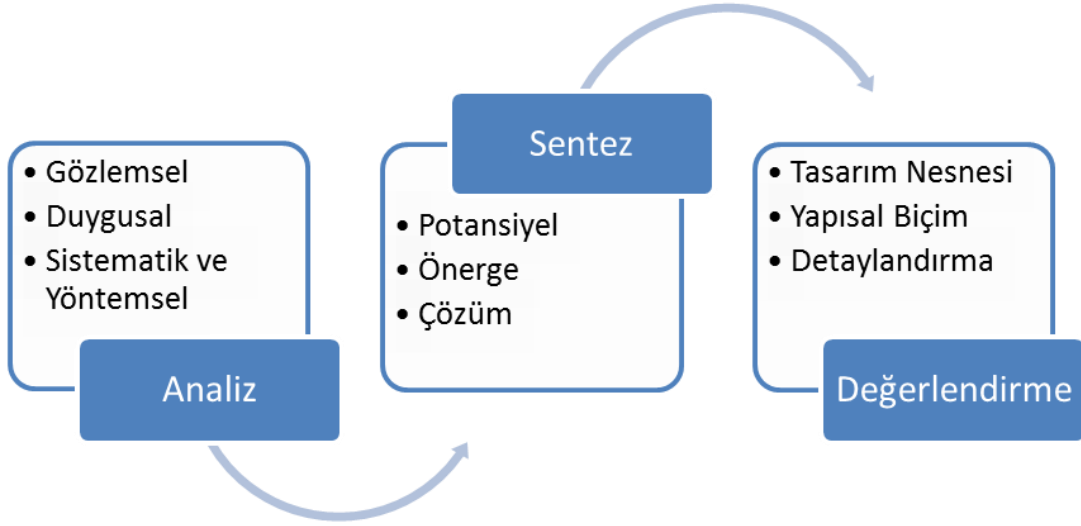 • Gözlemsel
• Duygusal
• Sistematik ve
Yöntemsel
Analiz
Sentez
• Potansiyel
• Önerge
• Çözüm
• Tasarım Nesnesi
• Yapısal Biçim
• Detaylandırma
Değerlendirme